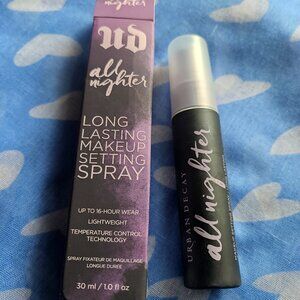 nighter
UD
all
nighter
LONG
LASTING
MAKEUP
SETTING
SPRAY
UP TO 16-HOUR WEAR
LIGHTWEIGHT
TEMPERATURE CONTROL
TECHNOLOGY
SPRAY FIXATEUR DE MAQUILLAGE
LONGUE DURÉE
30 ml / 1.0 fl oz
URBAN DECAY
all nighter